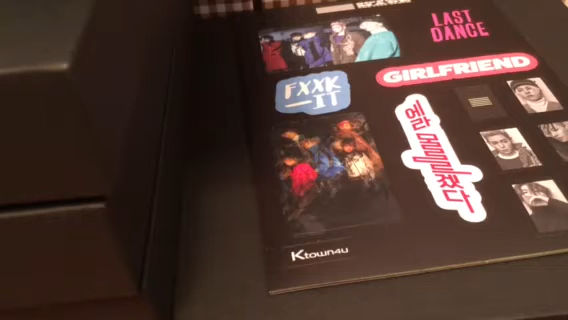 LAST
DANCE
GIRLFRIEND
FXXK
IT
에라 모르겠다
Ktown4u